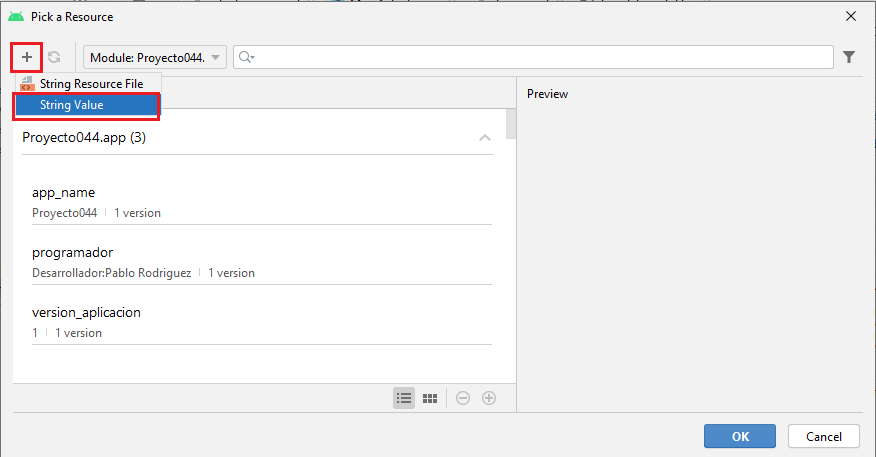 Pick a Resource
Module: Proyecto044.
String Resource File
String Value
Preview
Proyecto044.app (3)
app_name
Proyecto044 | 1 version
programador
Desarrollador:Pablo Rodriguez | 1 version
version_aplicacion
1 | 1 version
OK
Cancel